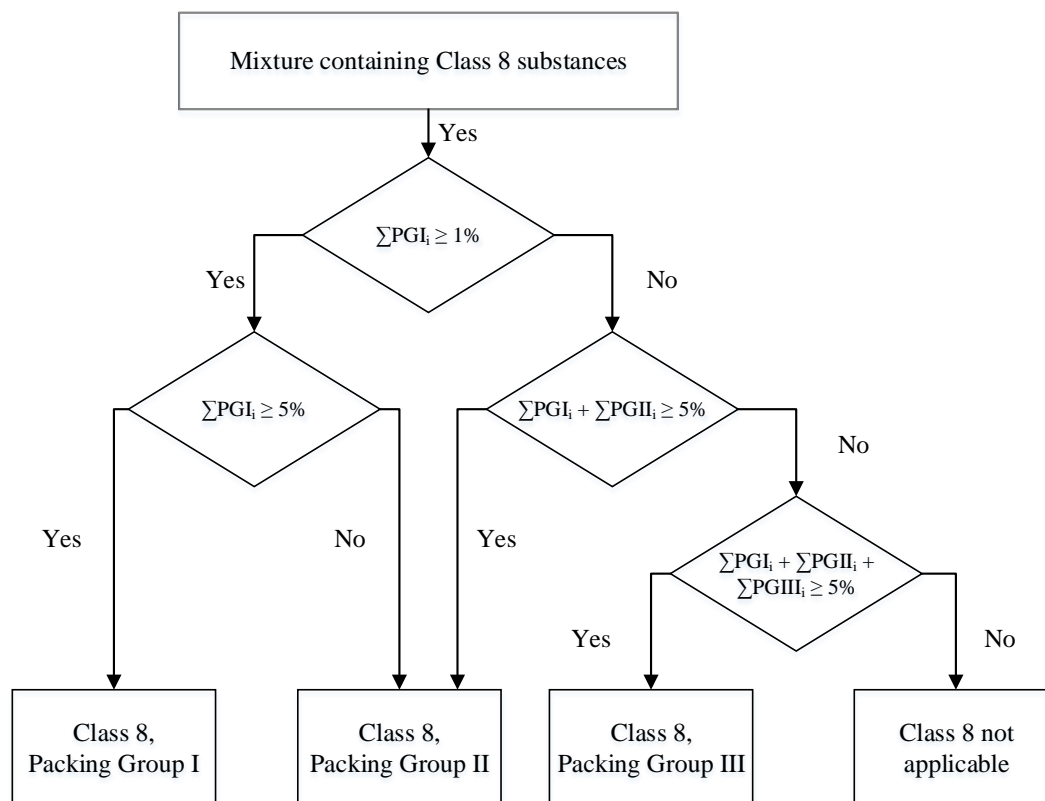 Mixture containing Class 8 substances
Yes
∑PGIᵢ ≥ 1%
Yes
No
∑PGIᵢ ≥ 5%
∑PGIᵢ + ∑PGIIᵢ ≥ 5%
No
Yes
No
Yes
∑PGIᵢ + ∑PGIIᵢ +
∑PGIIIᵢ ≥ 5%
Yes
No
Class 8,
Packing Group I
Class 8,
Packing Group II
Class 8,
Packing Group III
Class 8 not
applicable